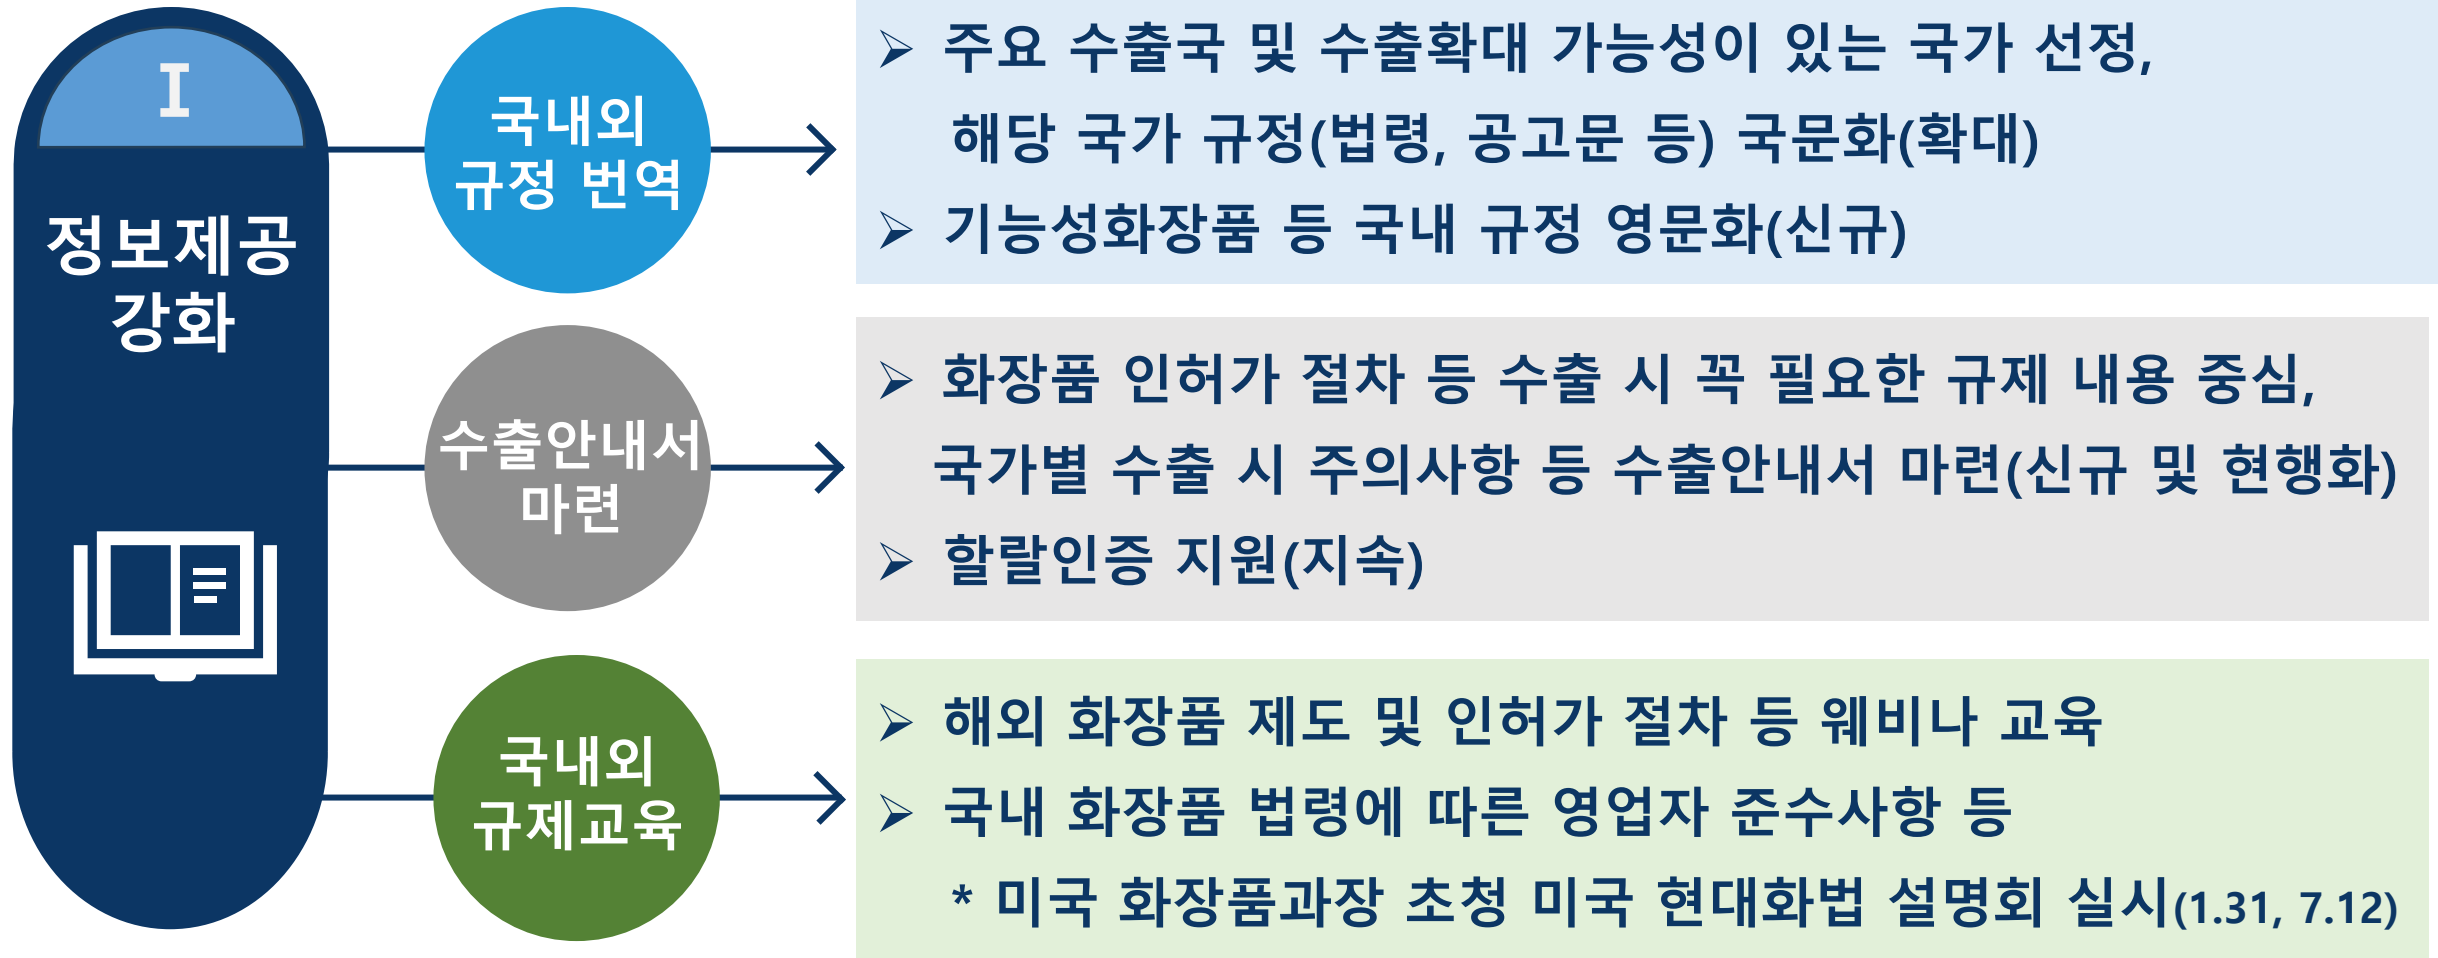 I
정보제공
강화
국내외
규정 번역
➢ 주요 수출국 및 수출확대 가능성이 있는 국가 선정,
해당 국가 규정(법령, 공고문 등) 국문화(확대)
➢ 기능성화장품 등 국내 규정 영문화(신규)
수출안내서
마련
➢ 화장품 인허가 절차 등 수출 시 꼭 필요한 규제 내용 중심,
국가별 수출 시 주의사항 등 수출안내서 마련(신규 및 현행화)
➢ 할랄인증 지원(지속)
국내외
규제교육
➢ 해외 화장품 제도 및 인허가 절차 등 웨비나 교육
➢ 국내 화장품 법령에 따른 영업자 준수사항 등
* 미국 화장품과장 초청 미국 현대화법 설명회 실시(1.31, 7.12)